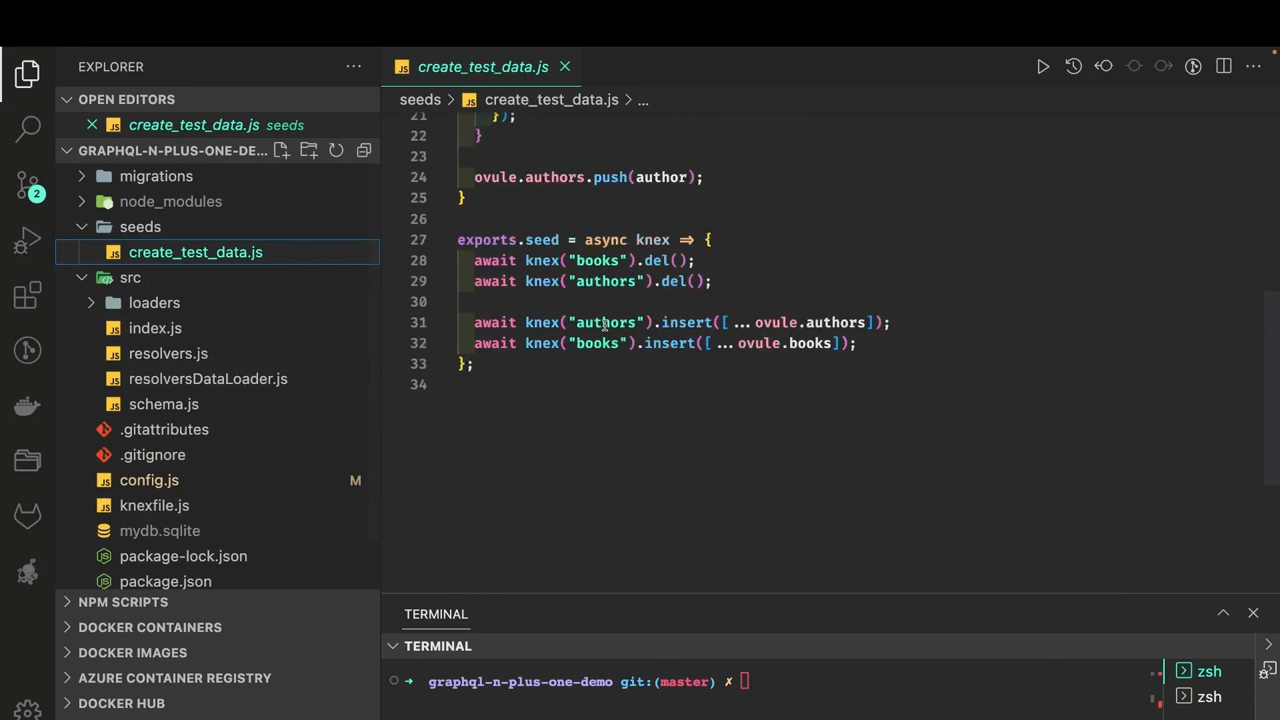 EXPLORER
OPEN EDITORS
create_test_data.js seeds
GRAPHQL-N-PLUS-ONE-DE...
migrations
node_modules
seeds
create_test_data.js
src
loaders
index.js
resolvers.js
resolversDataLoader.js
schema.js
.gitattributes
.gitignore
config.js M
knexfile.js
mydb.sqlite
package-lock.json
package.json
NPM SCRIPTS
DOCKER CONTAINERS
DOCKER IMAGES
AZURE CONTAINER REGISTRY
DOCKER HUB
2
create_test_data.js
seeds > create_test_data.js > ...
21 });
22 }
23
24 ovule.authors.push(author);
25 }
26
27 exports.seed = async knex => {
28 await knex("books").del();
29 await knex("authors").del();
30
31 await knex("authors").insert([...ovule.authors]);
32 await knex("books").insert([...ovule.books]);
33 };
34
TERMINAL
TERMINAL
→ graphql-n-plus-one-demo git:(master) ✗
zsh
zsh